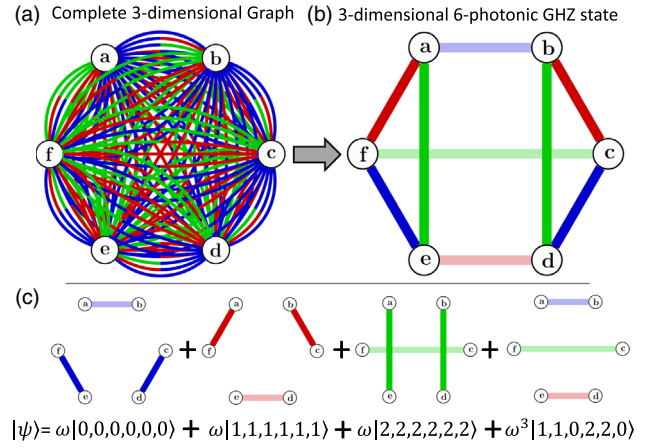 (a) Complete 3-dimensional Graph
(b) 3-dimensional 6-photonic GHZ state
a b
f c
e d
a b
f c
e d
(c)
a b
f c
e d
+
a b
f c
e d
+
a b
f c
e d
+
a b
f c
e d
|ψ⟩= ω|0,0,0,0,0,0⟩ + ω|1,1,1,1,1,1⟩ + ω|2,2,2,2,2,2⟩ + ω³|1,1,0,2,2,0⟩